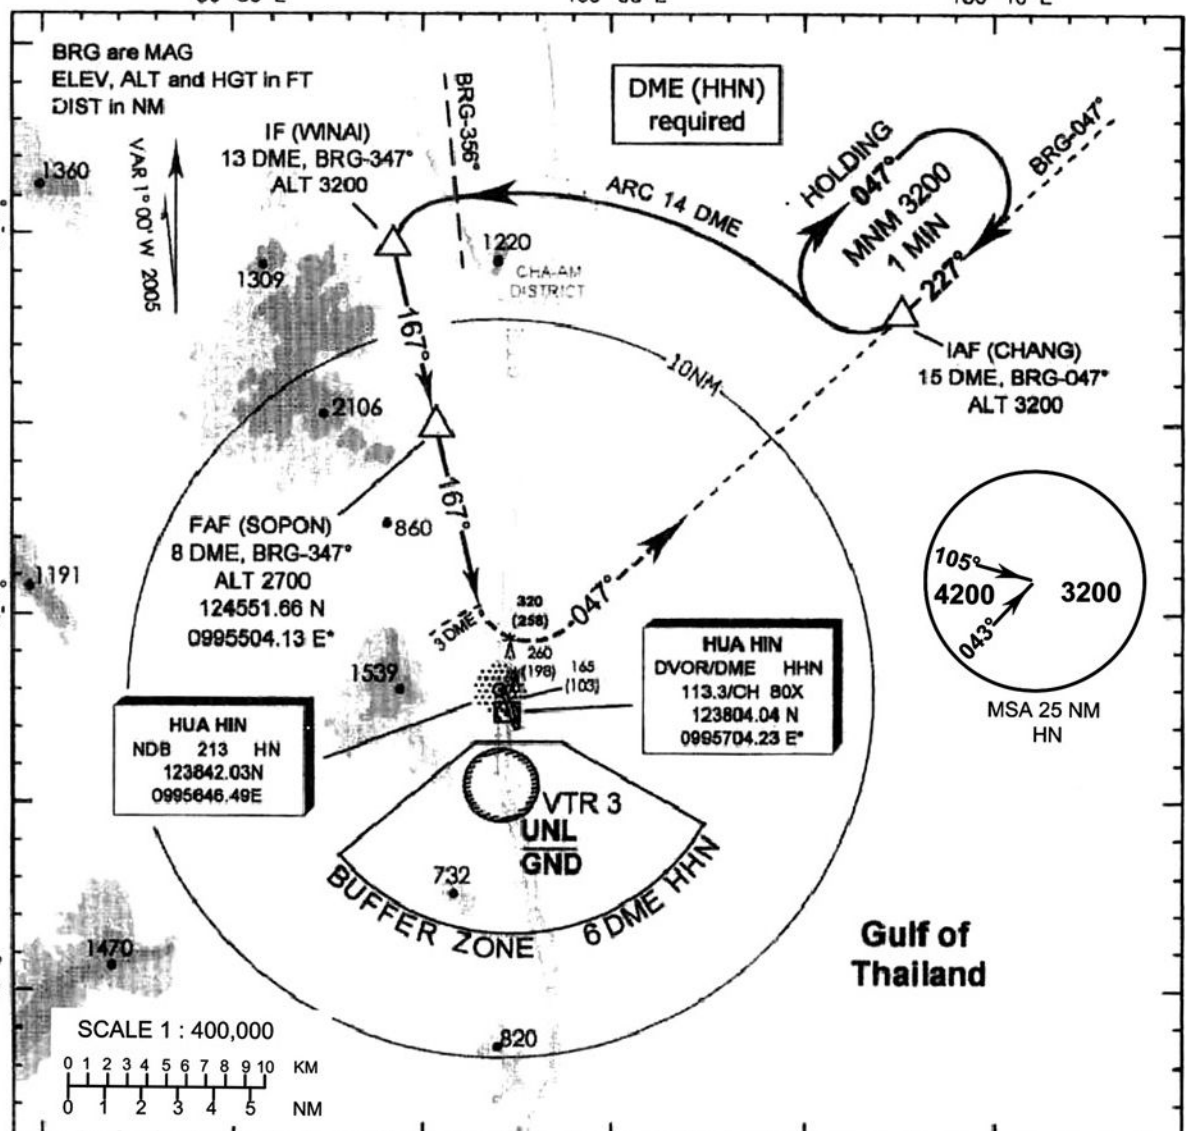 BRG are MAG
ELEV, ALT and HGT in FT
DIST in NM
VAR 1° 00' W 2005
1360
IF (WINAI)
13 DME, BRG-347°
ALT 3200
BRG-356°
DME (HHN)
required
ARC 14 DME
HOLDING
047°
MNM 3200
1 MIN
227°
BRG-047°
1309
1220
CHA-AM
DISTRICT
167°
10NM
IAF (CHANG)
15 DME, BRG-047°
ALT 3200
2106
167°
860
FAF (SOPON)
8 DME, BRG-347°
ALT 2700
124551.66 N
0995504.13 E*
1191
105°
4200
3200
043°
MSA 25 NM
HN
3 DME
320
(258)
047°
260
(198)
165
(103)
1539
HUA HIN
DVOR/DME HHN
113.3/CH 80X
123804.04 N
0995704.23 E*
HUA HIN
NDB 213 HN
123842.03N
0995646.49E
VTR 3
UNL
GND
732
BUFFER ZONE 6 DME HHN
Gulf of
Thailand
1470
820
SCALE 1 : 400,000
0 1 2 3 4 5 6 7 8 9 10 KM
0 1 2 3 4 5 NM